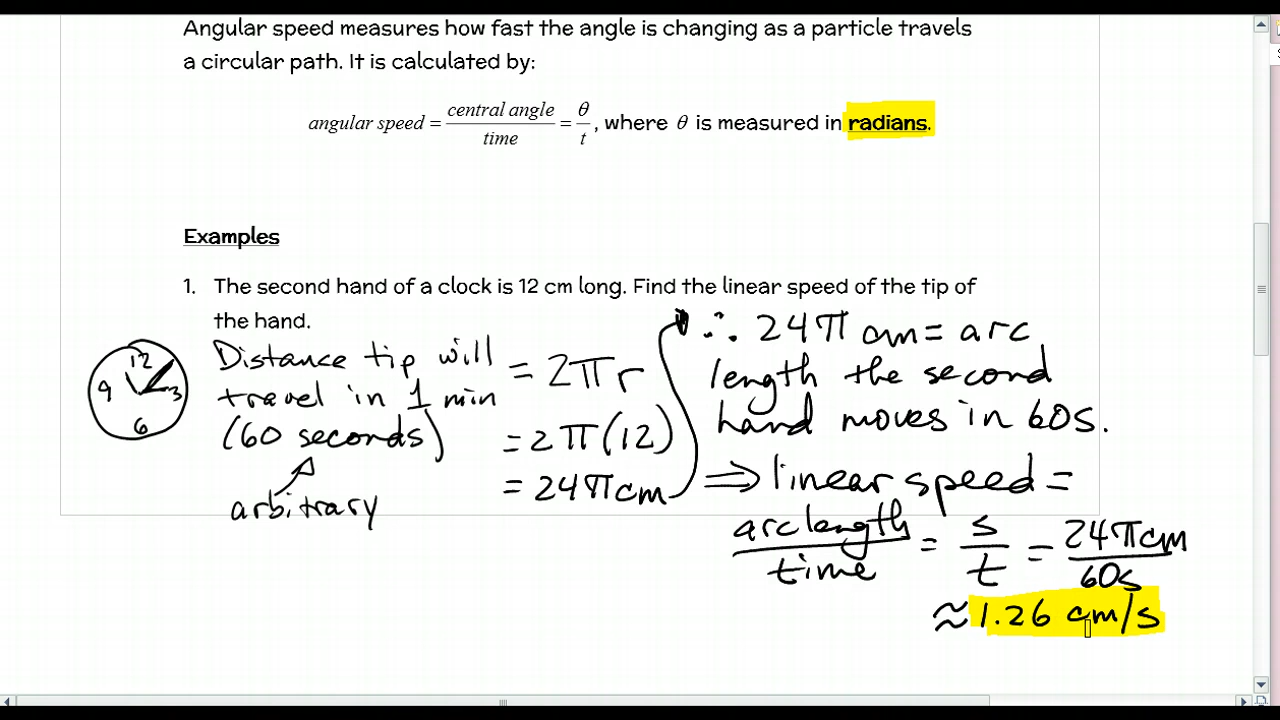 Angular speed measures how fast the angle is changing as a particle travels
a circular path. It is calculated by:
angular speed = central angle / time = θ / t , where θ is measured in radians.
Examples
1. The second hand of a clock is 12 cm long. Find the linear speed of the tip of
the hand.
12
9 3
6
Distance tip will
travel in 1 min
(60 seconds)
arbitrary
= 2πr
= 2π(12)
= 24πcm
∴ 24π cm = arc
length the second
hand moves in 60s.
⇒ linear speed =
arc length / time = s / t = 24πcm / 60s
≈ 1.26 cm/s